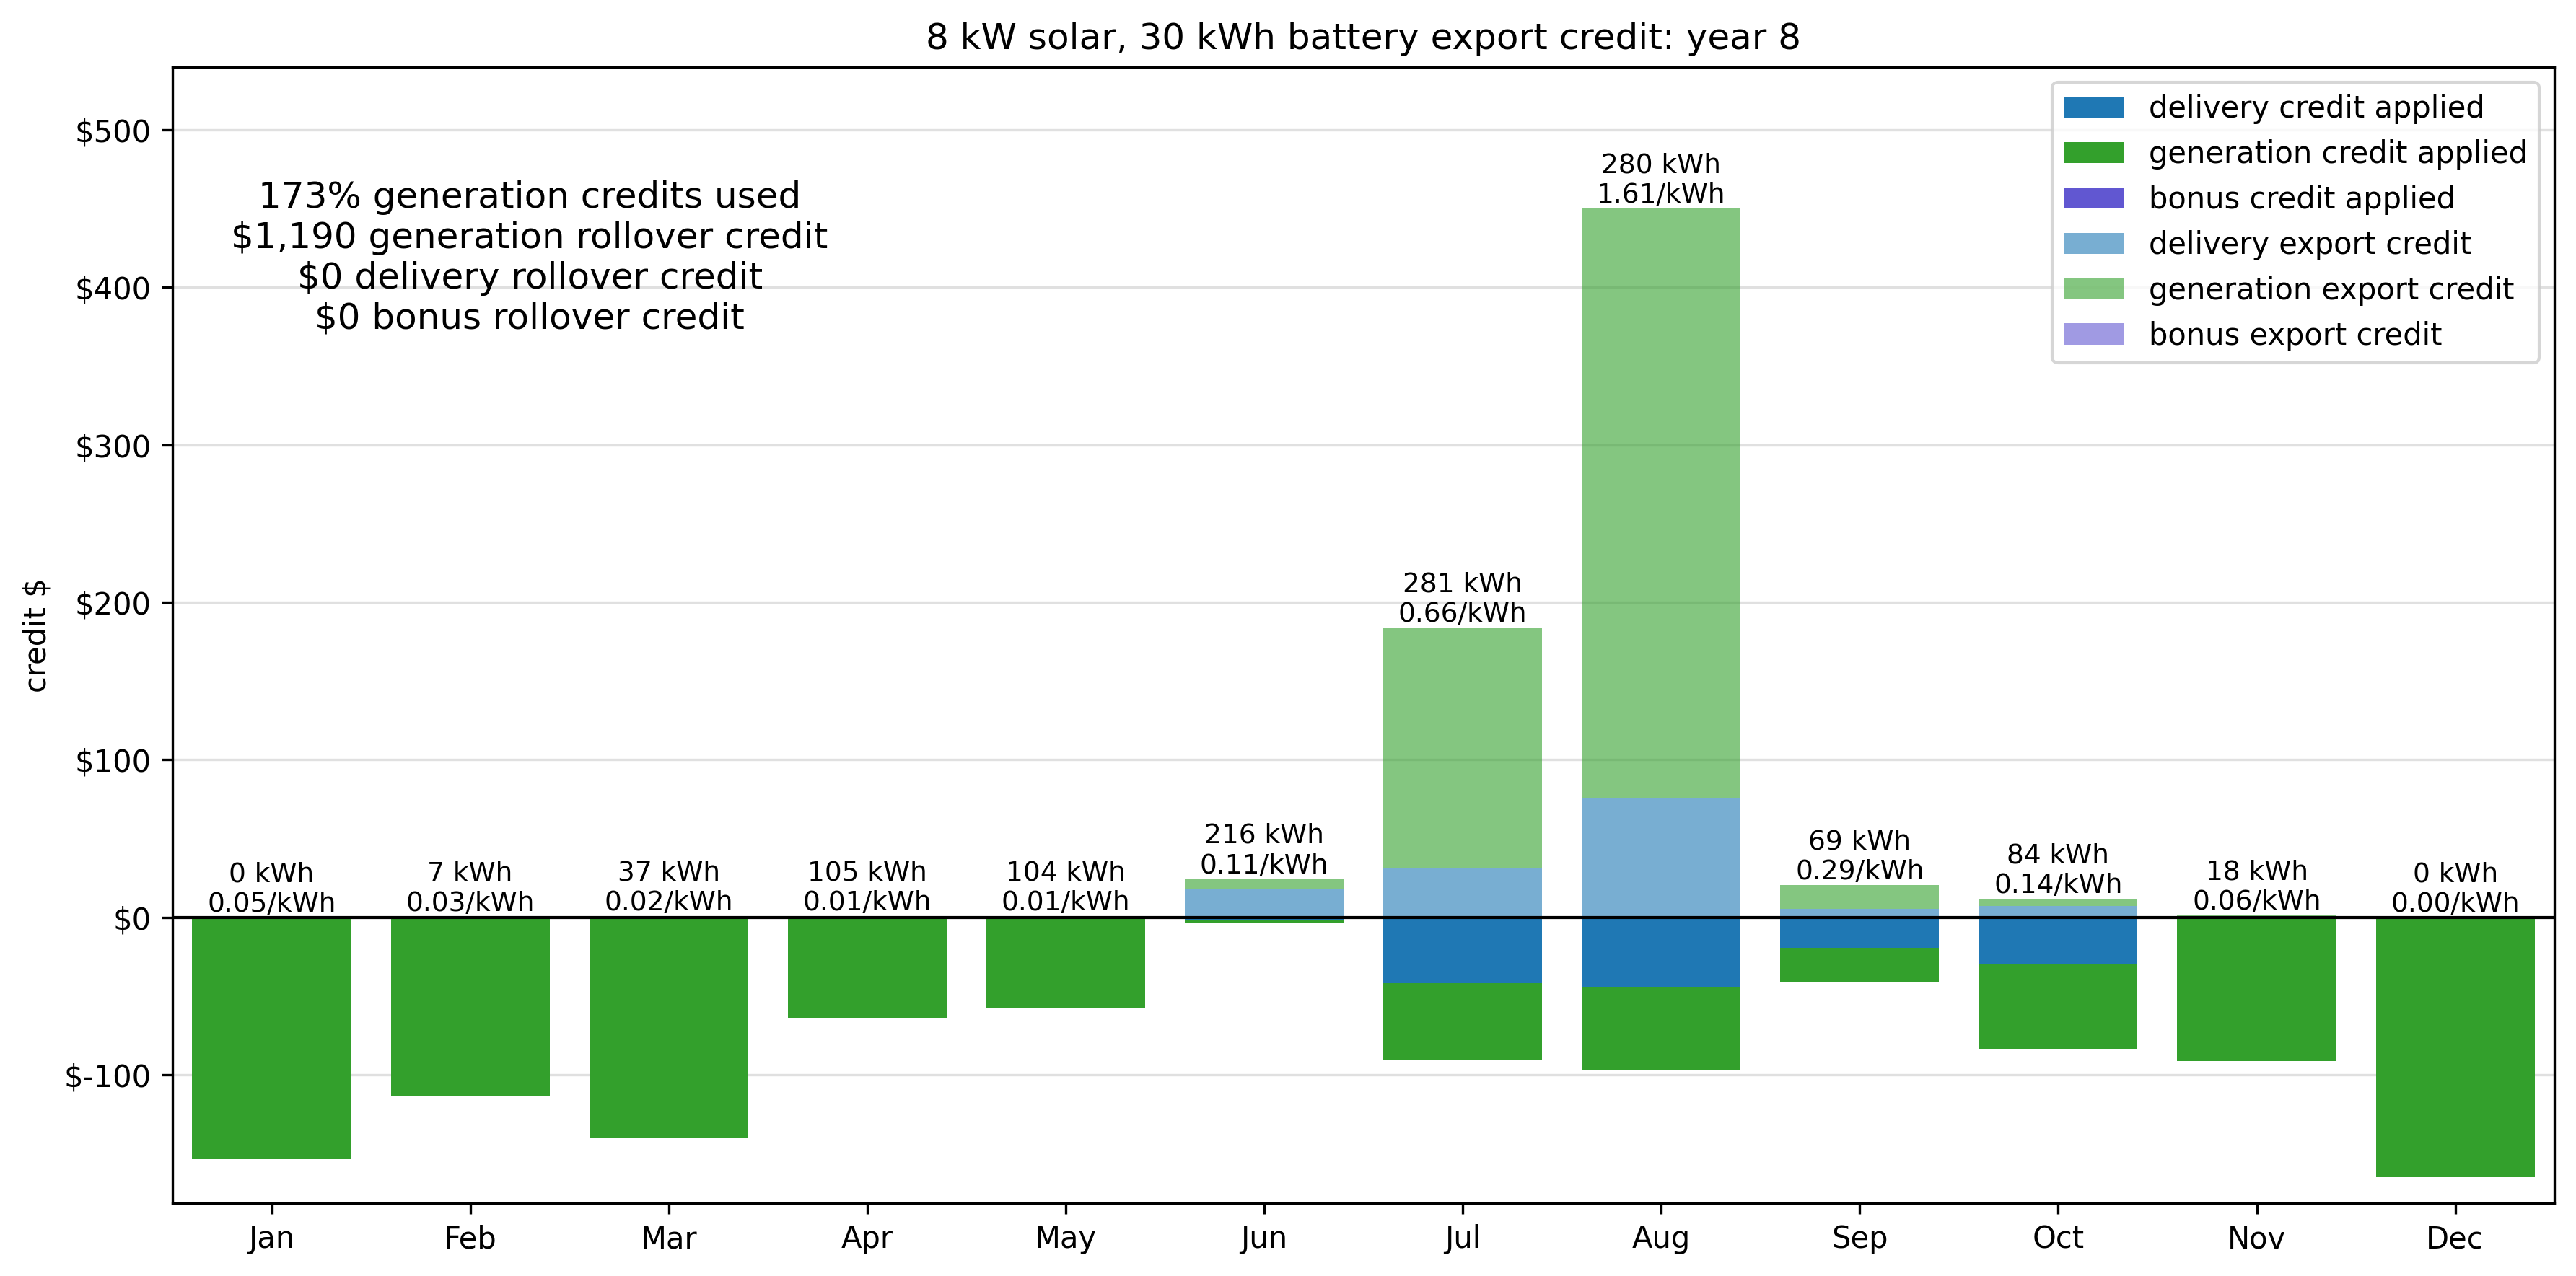 8 kW solar, 30 kWh battery export credit: year 8
credit $
$500
$400
$300
$200
$100
$0
$-100
173% generation credits used
$1,190 generation rollover credit
$0 delivery rollover credit
$0 bonus rollover credit
delivery credit applied
generation credit applied
bonus credit applied
delivery export credit
generation export credit
bonus export credit
0 kWh
0.05/kWh
7 kWh
0.03/kWh
37 kWh
0.02/kWh
105 kWh
0.01/kWh
104 kWh
0.01/kWh
216 kWh
0.11/kWh
281 kWh
0.66/kWh
280 kWh
1.61/kWh
69 kWh
0.29/kWh
84 kWh
0.14/kWh
18 kWh
0.06/kWh
0 kWh
0.00/kWh
Jan
Feb
Mar
Apr
May
Jun
Jul
Aug
Sep
Oct
Nov
Dec